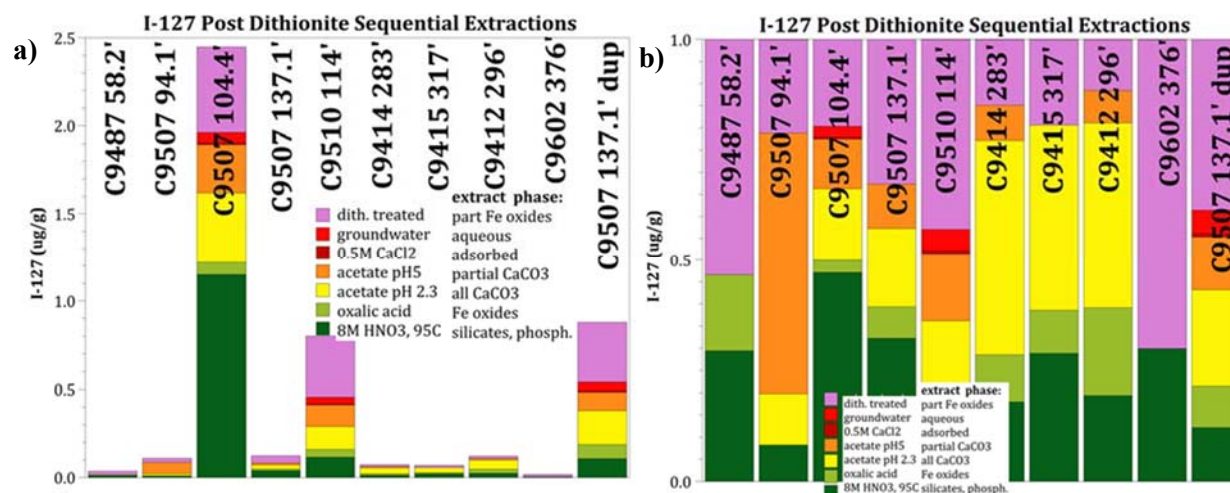 a)
I-127 Post Dithionite Sequential Extractions
I-127 (ug/g)
2.5
2.0
1.5
1.0
0.5
0.0
C9487 58.2'
C9507 94.1'
C9507 104.4'
C9507 137.1'
C9510 114'
C9414 283'
C9415 317'
C9412 296'
C9602 376'
C9507 137.1' dup
extract phase:
dith. treated part Fe oxides
groundwater aqueous
0.5M CaCl2 adsorbed
acetate pH5 partial CaCO3
acetate pH 2.3 all CaCO3
oxalic acid Fe oxides
8M HNO3, 95C silicates, phosph.
b)
I-127 Post Dithionite Sequential Extractions
I-127 (ug/g)
1.0
0.5
0.0
C9487 58.2'
C9507 94.1'
C9507 104.4'
C9507 137.1'
C9510 114'
C9414 283'
C9415 317'
C9412 296'
C9602 376'
C9507 137.1' dup
extract phase:
dith. treated part Fe oxides
groundwater aqueous
0.5M CaCl2 adsorbed
acetate pH5 partial CaCO3
acetate pH 2.3 all CaCO3
oxalic acid Fe oxides
8M HNO3, 95C silicates, phosph.